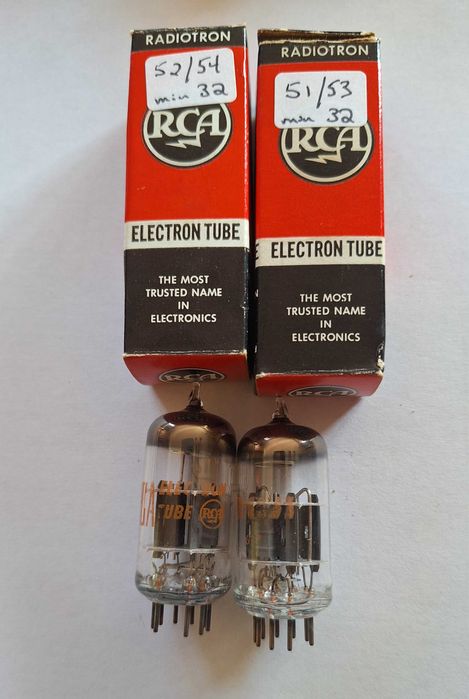 RADIOTRON
52/54
min 32
RCA
ELECTRON TUBE
THE MOST
TRUSTED NAME
IN
ELECTRONICS
RCA
RADIOTRON
51/53
min 32
RCA
ELECTRON TUBE
THE MOST
TRUSTED NAME
IN
ELECTRONICS
RCA
TUBE RCA